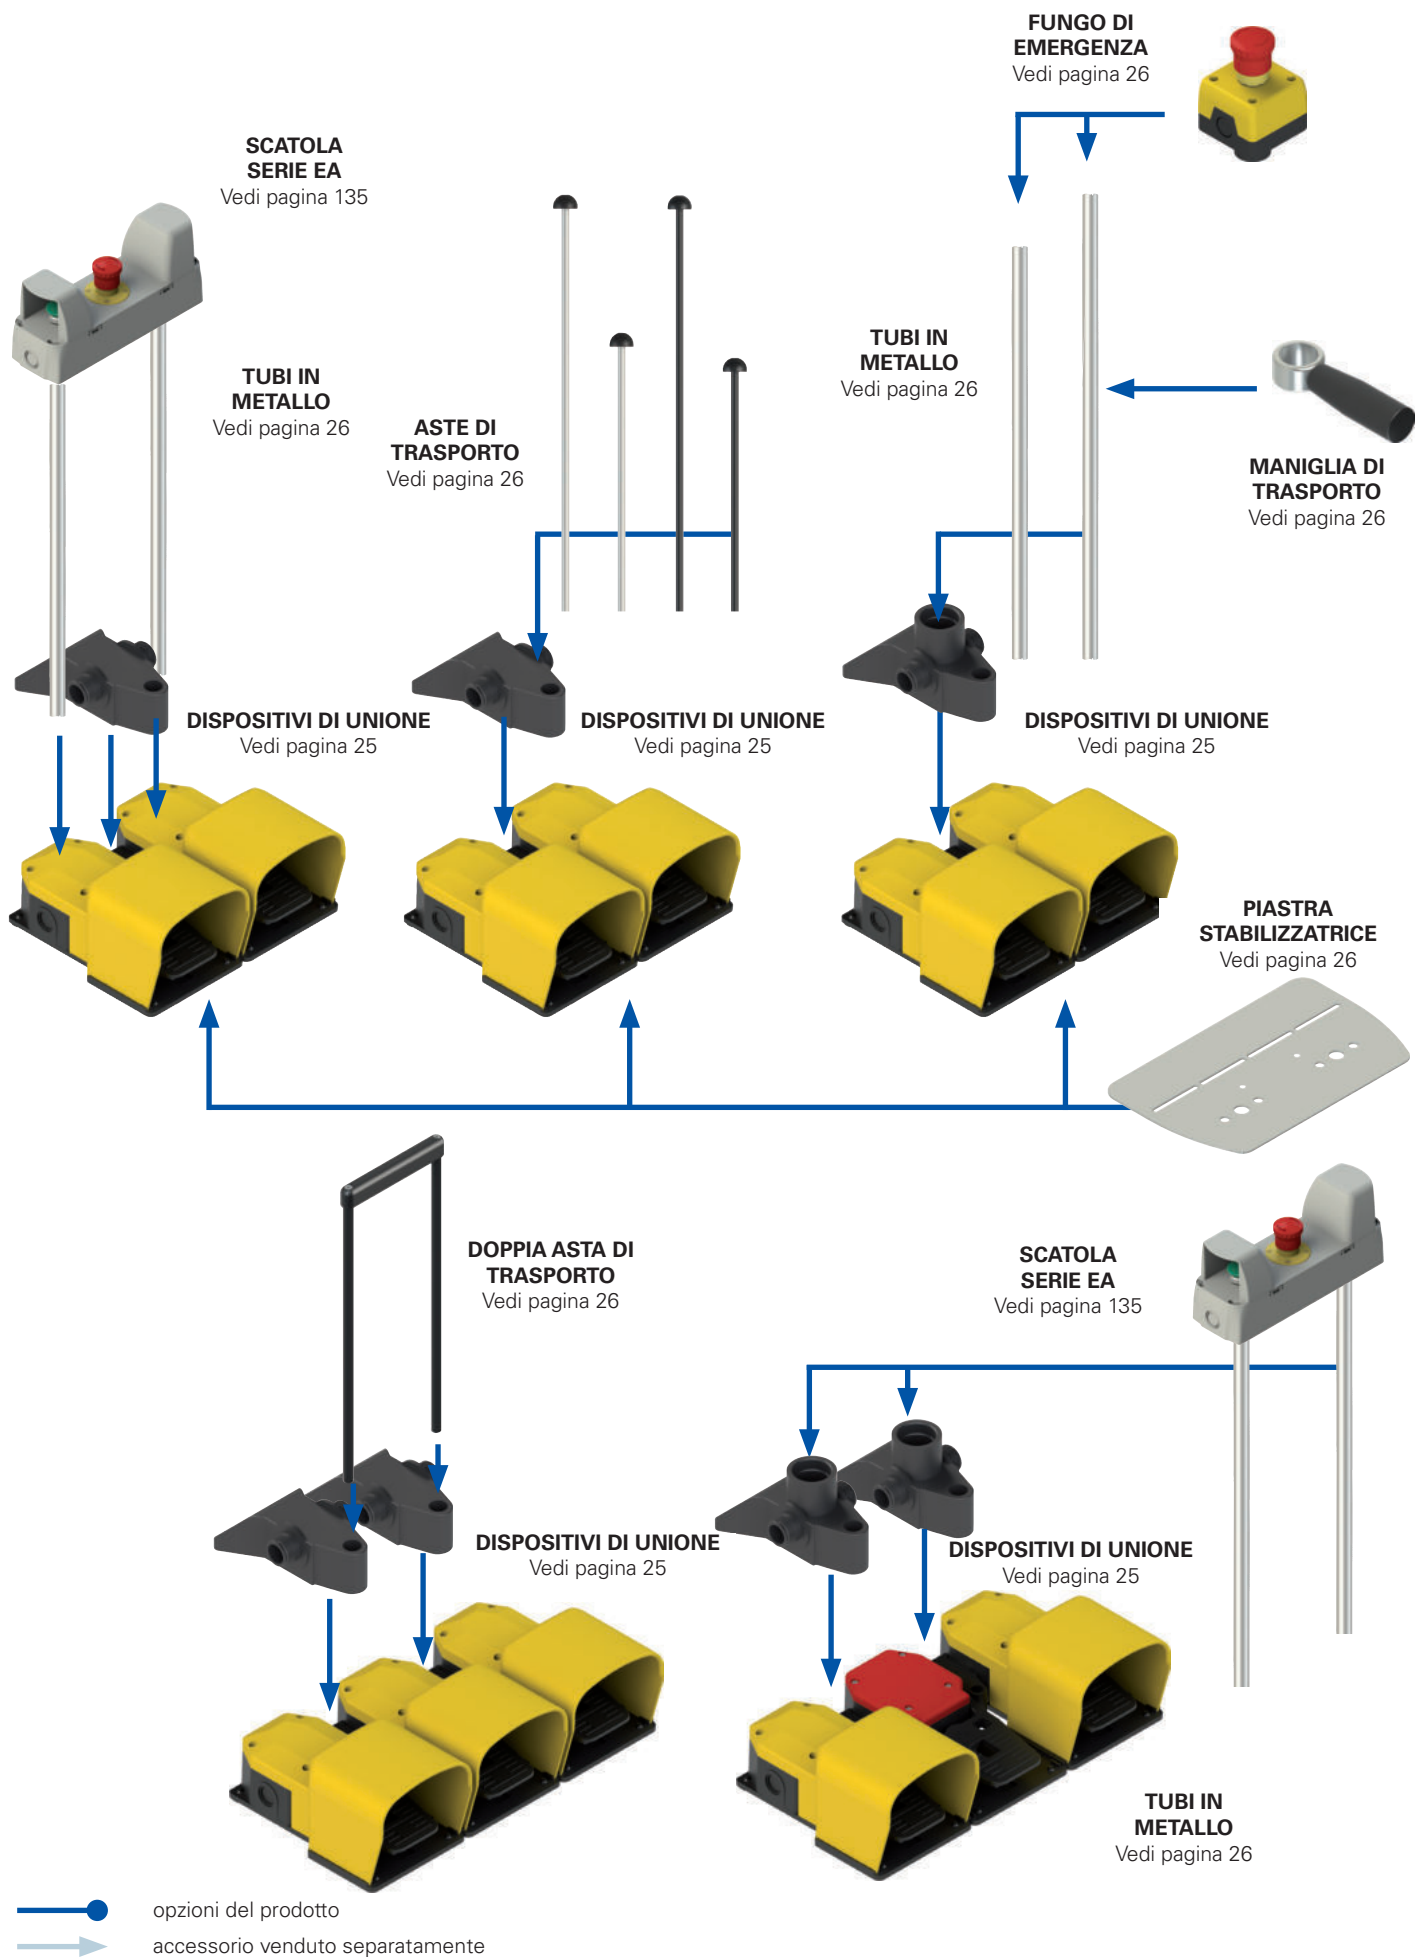 FUNGO DI
EMERGENZA
Vedi pagina 26
SCATOLA
SERIE EA
Vedi pagina 135
TUBI IN
METALLO
Vedi pagina 26
ASTE DI
TRASPORTO
Vedi pagina 26
TUBI IN
METALLO
Vedi pagina 26
MANIGLIA DI
TRASPORTO
Vedi pagina 26
DISPOSITIVI DI UNIONE
Vedi pagina 25
DISPOSITIVI DI UNIONE
Vedi pagina 25
DISPOSITIVI DI UNIONE
Vedi pagina 25
PIASTRA
STABILIZZATRICE
Vedi pagina 26
DOPPIA ASTA DI
TRASPORTO
Vedi pagina 26
SCATOLA
SERIE EA
Vedi pagina 135
DISPOSITIVI DI UNIONE
Vedi pagina 25
DISPOSITIVI DI UNIONE
Vedi pagina 25
TUBI IN
METALLO
Vedi pagina 26
opzioni del prodotto
accessorio venduto separatamente